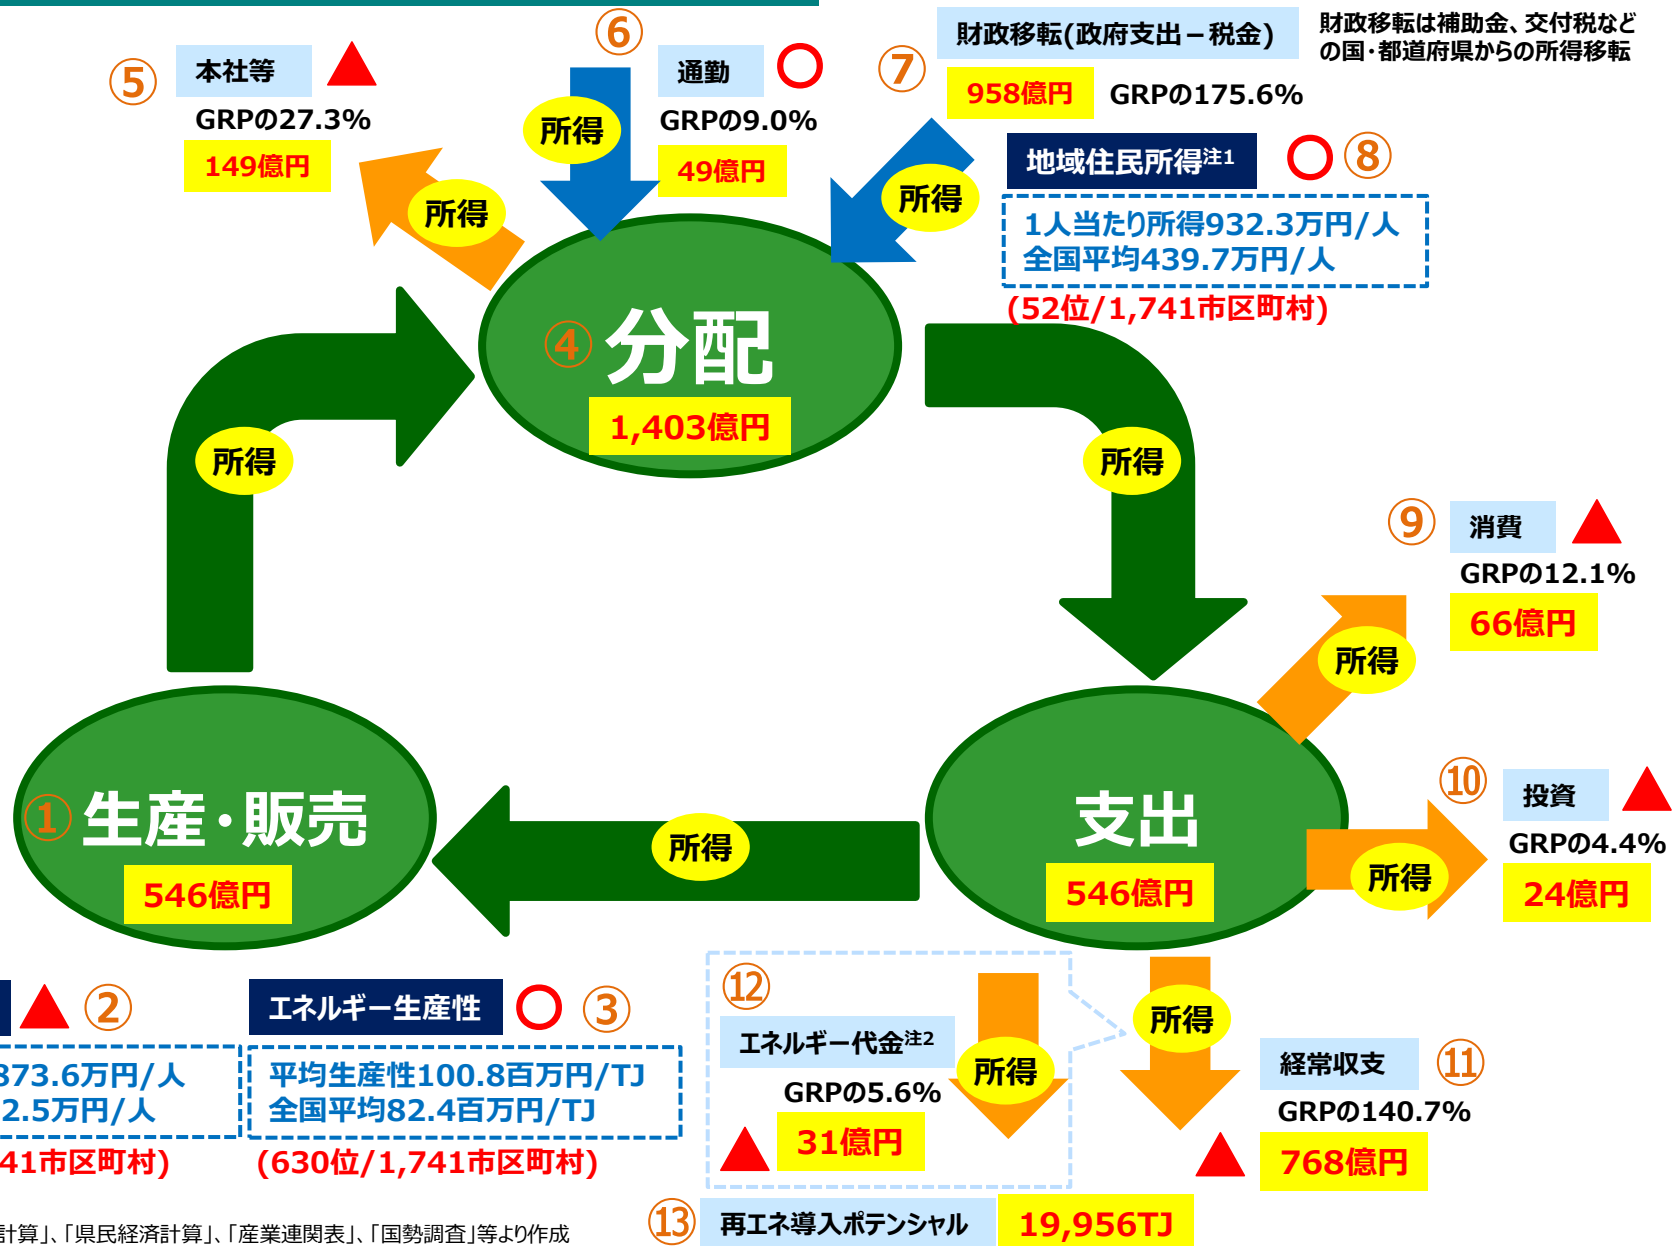 ⑤
本社等
GRPの27.3%
149億円
所得
⑥
所得
通勤
GRPの9.0%
49億円
⑦
財政移転(政府支出－税金)
958億円 GRPの175.6%
財政移転は補助金、交付税など
の国・都道府県からの所得移転
所得
地域住民所得注1
⑧
1人当たり所得932.3万円/人
全国平均439.7万円/人
(52位/1,741市区町村)
④ 分配
1,403億円
所得
所得
⑨
消費
GRPの12.1%
66億円
所得
① 生産・販売
546億円
所得
支出
546億円
⑩
投資
GRPの4.4%
24億円
所得
②
873.6万円/人
2.5万円/人
41市区町村)
エネルギー生産性
③
平均生産性100.8百万円/TJ
全国平均82.4百万円/TJ
(630位/1,741市区町村)
⑫
エネルギー代金注2
GRPの5.6%
31億円
所得
所得
経常収支
⑪
GRPの140.7%
768億円
⑬
再エネ導入ポテンシャル
19,956TJ
計算」、「県民経済計算」、「産業連関表」、「国勢調査」等より作成